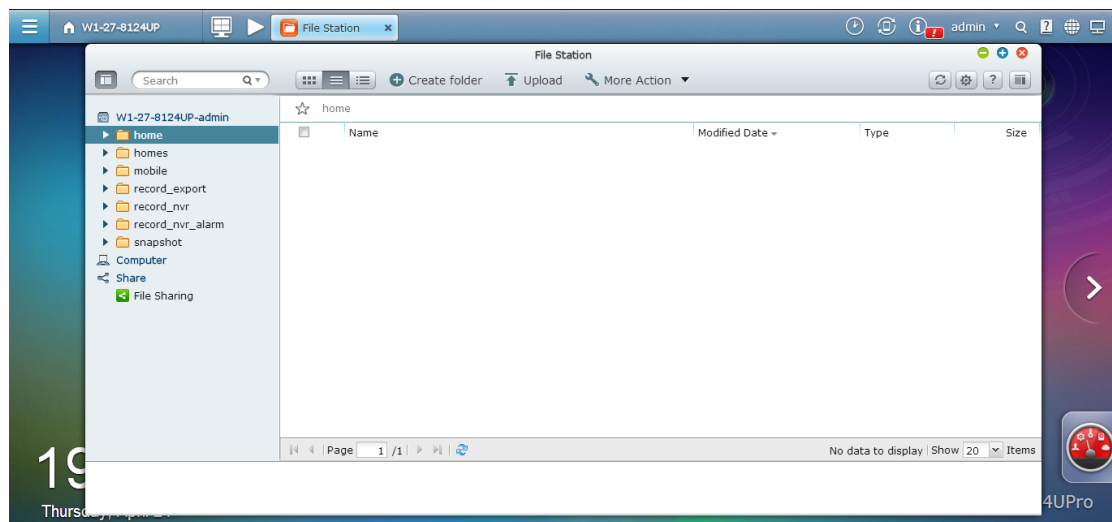 W1-27-8124UP File Station admin
File Station
Search Create folder Upload More Action
home
Name Modified Date Type Size
W1-27-8124UP-admin
home
homes
mobile
record_export
record_nvr
record_nvr_alarm
snapshot
Computer
Share
File Sharing
Page 1 /1 No data to display Show 20 Items
19
4UPro